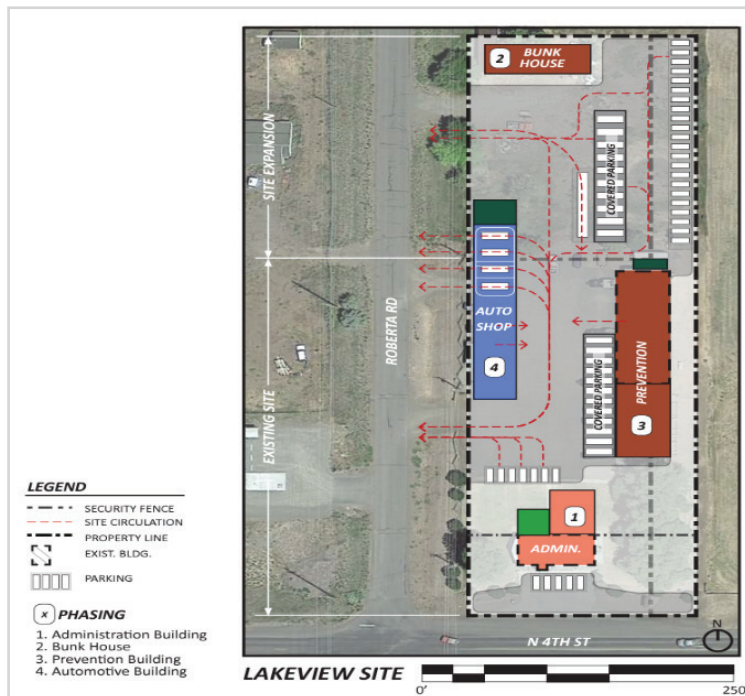 2
BUNK
HOUSE
SITE EXPANSION
COVERED PARKING
ROBERTA RD
AUTO
SHOP
4
EXISTING SITE
COVERED PARKING
PREVENTION
3
1
ADMIN.
N
N 4TH ST
LEGEND
SECURITY FENCE
SITE CIRCULATION
PROPERTY LINE
EXIST. BLDG.
PARKING
x PHASING
1. Administration Building
2. Bunk House
3. Prevention Building
4. Automotive Building
LAKEVIEW SITE
0'
250